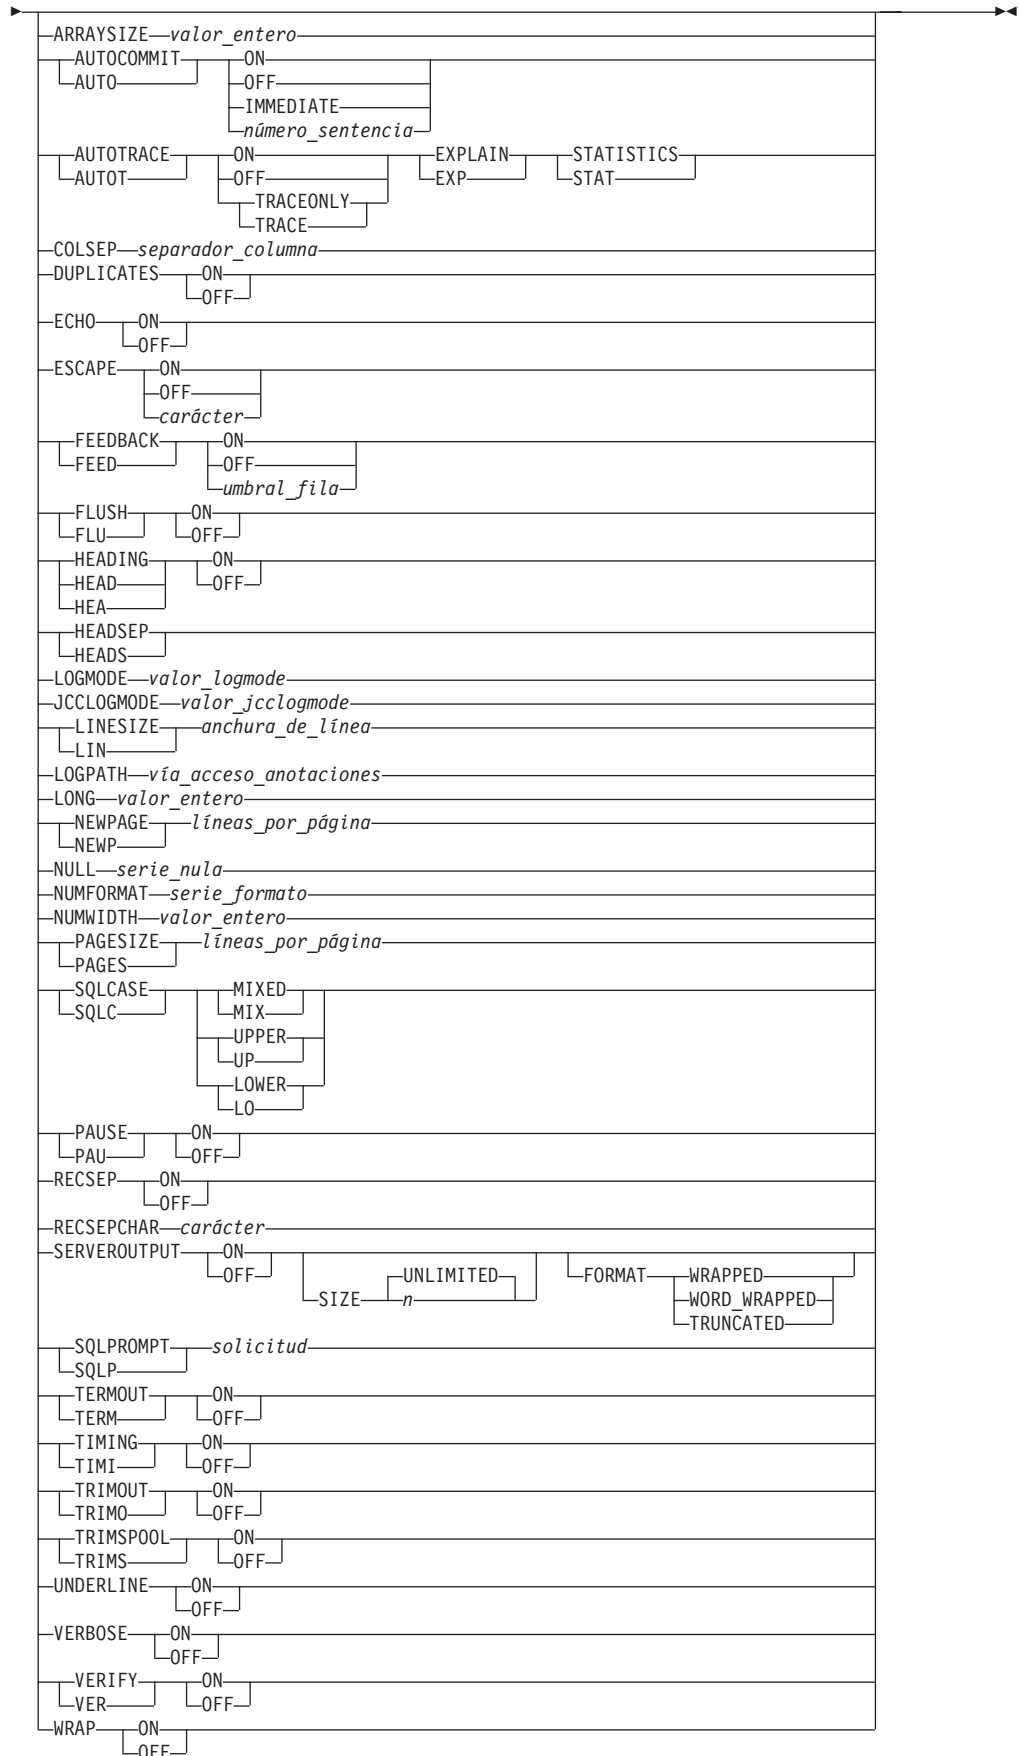 ARRAYSIZE valor_entero
AUTOCOMMIT ON
AUTO OFF
IMMEDIATE
número_sentencia
AUTOTRACE ON EXPLAIN STATISTICS
AUTOT OFF EXP STAT
TRACEONLY
TRACE
COLSEP separador_columna
DUPLICATES ON
OFF
ECHO ON
OFF
ESCAPE ON
OFF
carácter
FEEDBACK ON
FEED OFF
umbral_fila
FLUSH ON
FLU OFF
HEADING ON
HEAD OFF
HEA
HEADSEP
HEADS
LOGMODE valor_logmode
JCCLOGMODE valor_jcclogmode
LINESIZE anchura_de_línea
LIN
LOGPATH vía_acceso_anotaciones
LONG valor_entero
NEWPAGE líneas_por_página
NEWP
NULL serie_nula
NUMFORMAT serie_formato
NUMWIDTH valor_entero
PAGESIZE líneas_por_página
PAGES
SQLCASE MIXED
SQLC MIX
UPPER
UP
LOWER
LO
PAUSE ON
PAU OFF
RECSEP ON
OFF
RECSEPCHAR carácter
SERVEROUTPUT ON
OFF UNLIMITED FORMAT WRAPPED
SIZE n WORD_WRAPPED
TRUNCATED
SQLPROMPT solicitud
SQLP
TERMOUT ON
TERM OFF
TIMING ON
TIMI OFF
TRIMOUT ON
TRIMO OFF
TRIMSPOOL ON
TRIMS OFF
UNDERLINE ON
OFF
VERBOSE ON
OFF
VERIFY ON
VER OFF
WRAP ON
OFF